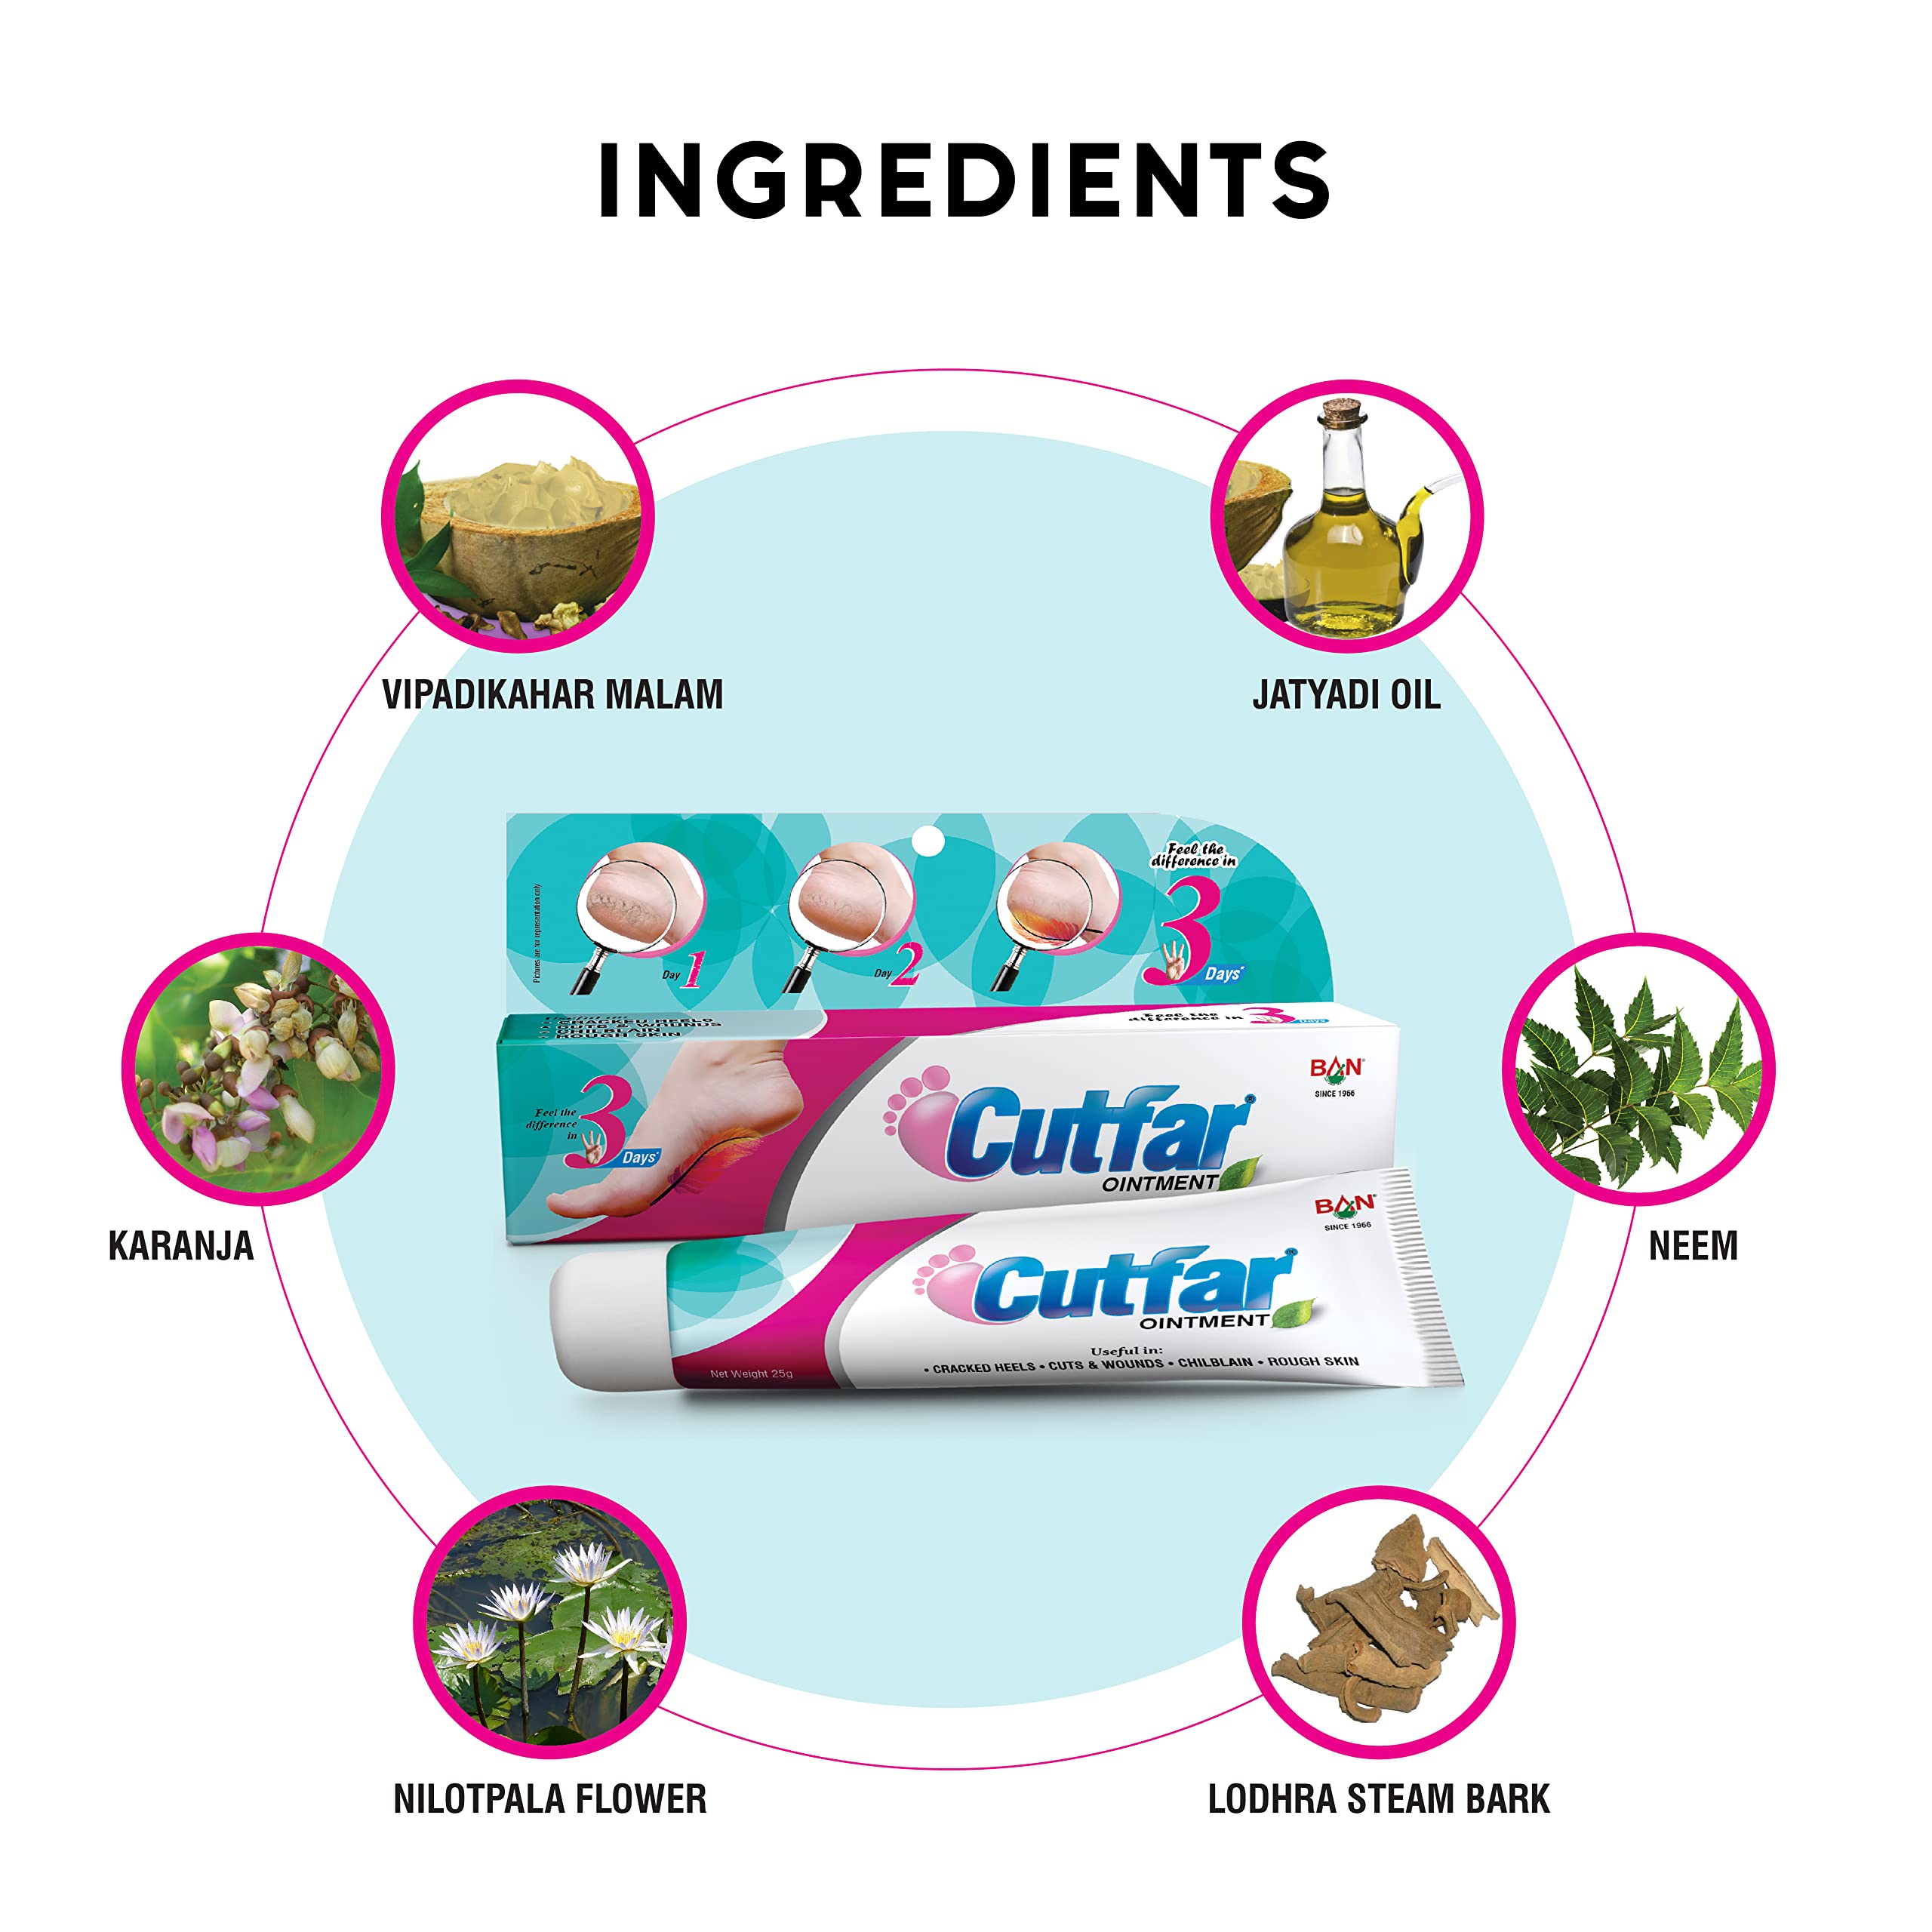 INGREDIENTS
VIPADIKAHAR MALAM
JATYADI OIL
Pictures are for representation only
Day 1
Day 2
Feel the
difference in
3
Days*
CRACKED HEELS
CUTS & WOUNDS
CHILBLAIN
ROUGH SKIN
Feel the
difference in 3 Days
Feel the
difference
in
3
Days*
Cutfar®
OINTMENT
BAN®
SINCE 1966
KARANJA
NEEM
Cutfar®
OINTMENT
BAN®
SINCE 1966
Useful in:
• CRACKED HEELS • CUTS & WOUNDS • CHILBLAIN • ROUGH SKIN
Net Weight 25g
NILOTPALA FLOWER
LODHRA STEAM BARK